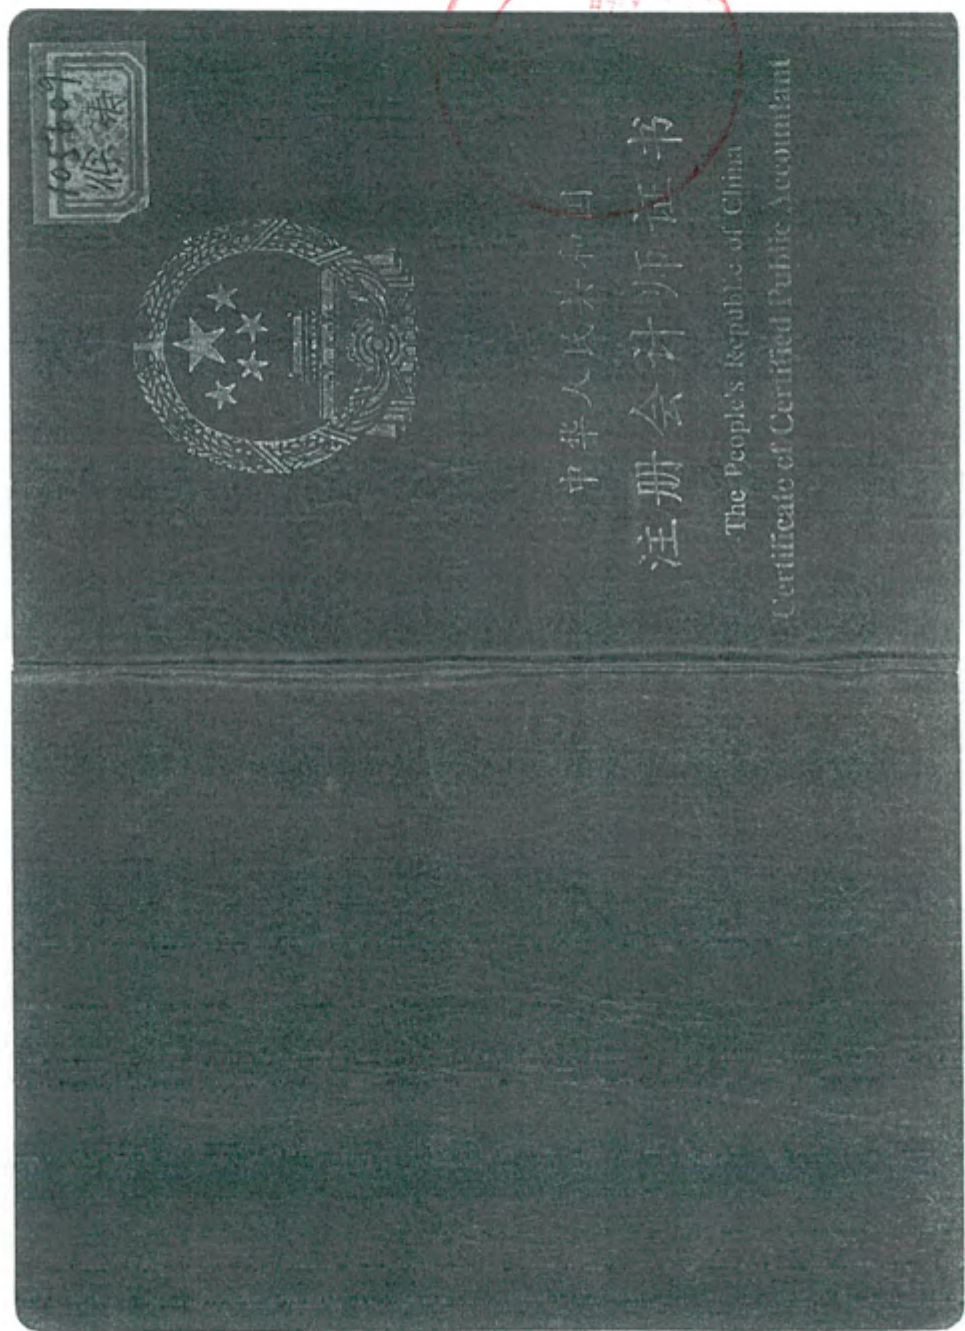 105609
中华人民共和国
注册会计师证书
The People's Republic of China
Certificate of Certified Public Accountant